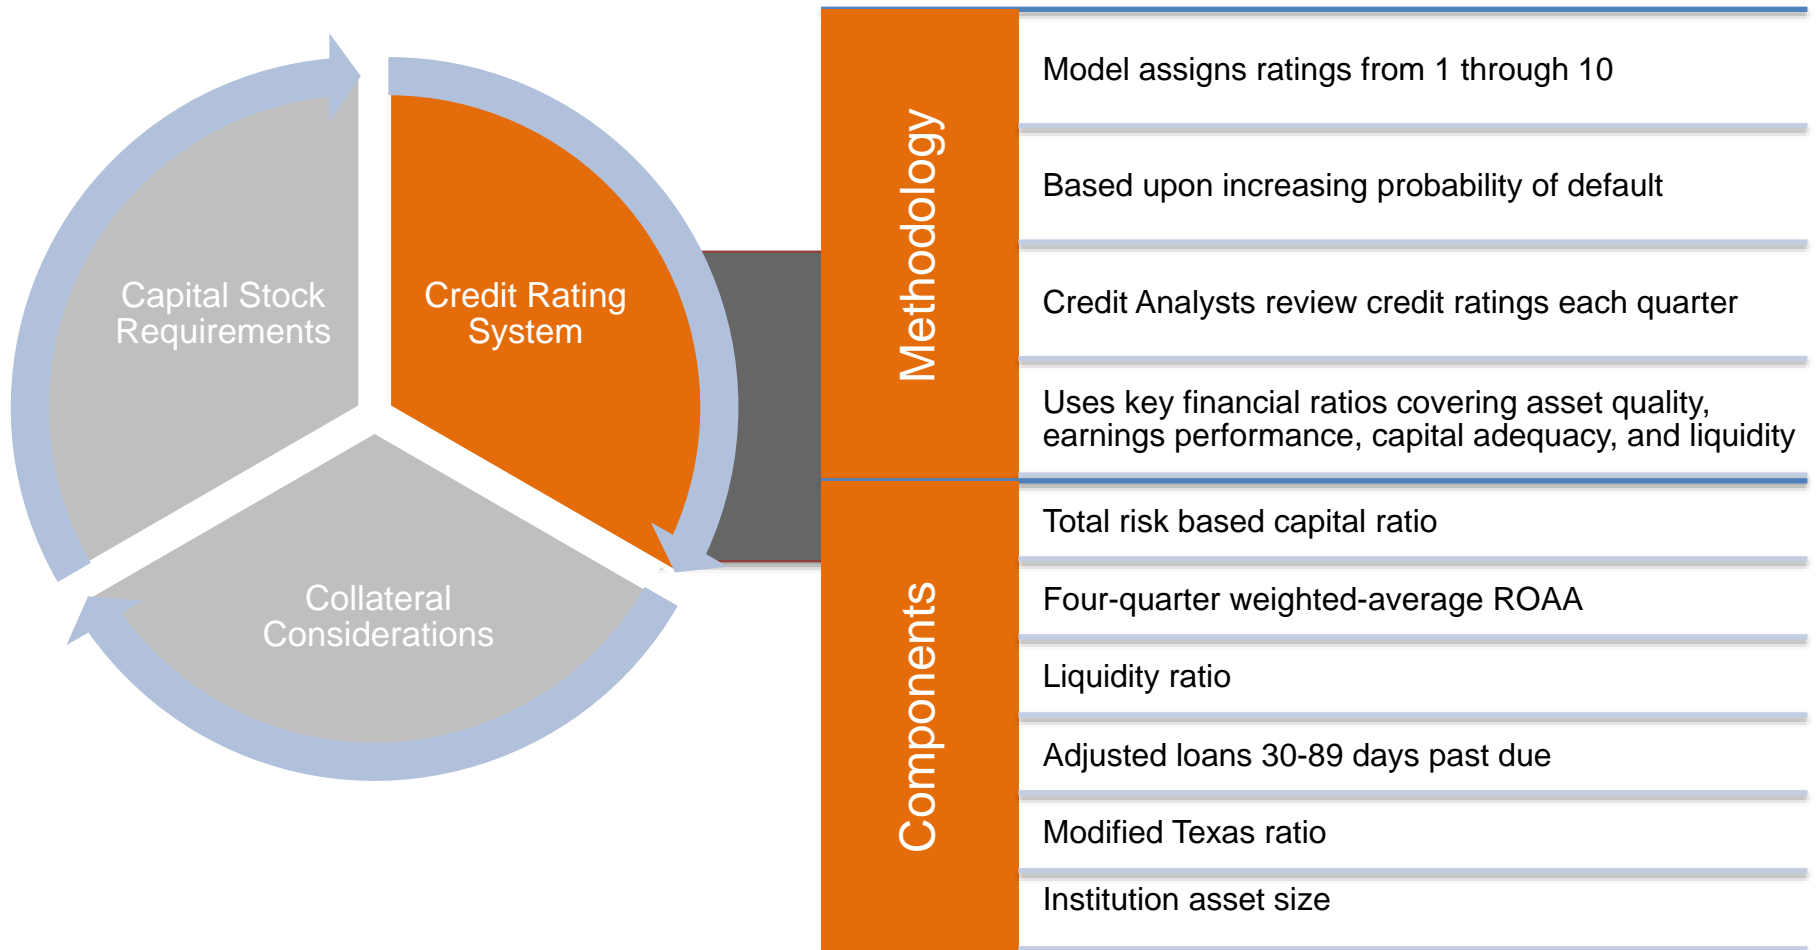 Capital Stock
Requirements
Credit Rating
System
Collateral
Considerations
Methodology
Model assigns ratings from 1 through 10
Based upon increasing probability of default
Credit Analysts review credit ratings each quarter
Uses key financial ratios covering asset quality,
earnings performance, capital adequacy, and liquidity
Components
Total risk based capital ratio
Four-quarter weighted-average ROAA
Liquidity ratio
Adjusted loans 30-89 days past due
Modified Texas ratio
Institution asset size